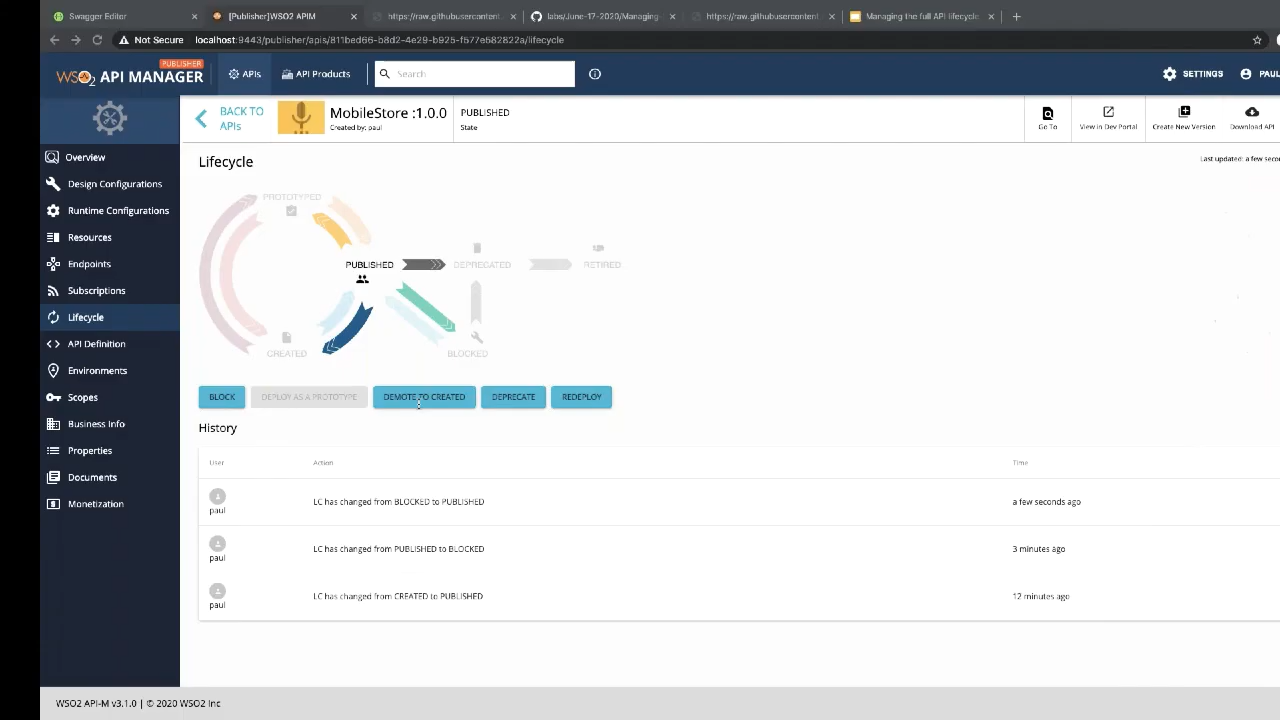 Swagger Editor
[Publisher]WSO2 APIM
https://raw.githubusercontent.
labs/June-17-2020/Managing-
https://raw.githubusercontent
Managing the full API lifecycle
Not Secure
localhost:9443/publisher/apis/811bed66-b8d2-4e29-b925-f577e582822a/lifecycle
PUBLISHER
WSO2 API MANAGER
APIs
API Products
Search
SETTINGS
PAUL
BACK TO
APIs
MobileStore :1.0.0
Created by: paul
PUBLISHED
State
Go To
View in Dev Portal
Create New Version
Download API
Overview
Design Configurations
Runtime Configurations
Resources
Endpoints
Subscriptions
Lifecycle
API Definition
Environments
Scopes
Business Info
Properties
Documents
Monetization
Lifecycle
Last updated: a few secon
PROTOTYPED
PUBLISHED
DEPRECATED
RETIRED
CREATED
BLOCKED
BLOCK
DEPLOY AS A PROTOTYPE
DEMOTE TO CREATED
DEPRECATE
REDEPLOY
History
User
Action
Time
paul
LC has changed from BLOCKED to PUBLISHED
a few seconds ago
paul
LC has changed from PUBLISHED to BLOCKED
3 minutes ago
paul
LC has changed from CREATED to PUBLISHED
12 minutes ago
WSO2 API-M v3.1.0 | © 2020 WSO2 Inc